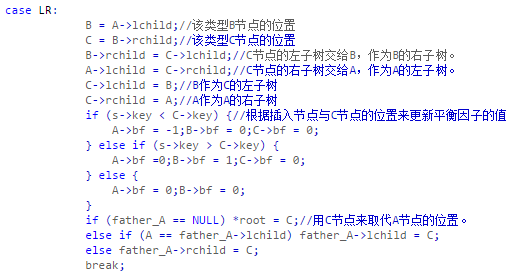 case LR:
B = A->lchild;//该类型B节点的位置
C = B->rchild;//该类型C节点的位置
B->rchild = C->lchild;//C节点的左子树交给B，作为B的右子树。
A->lchild = C->rchild;//C节点的右子树交给A，作为A的左子树。
C->lchild = B;//B作为C的左子树
C->rchild = A;//A作为A的右子树
if (s->key < C->key) {//根据插入节点与C节点的位置来更新平衡因子的值
A->bf = -1;B->bf = 0;C->bf = 0;
} else if (s->key > C->key) {
A->bf =0;B->bf = 1;C->bf = 0;
} else {
A->bf = 0;B->bf = 0;
}
if (father_A == NULL) *root = C;//用C节点来取代A节点的位置。
else if (A == father_A->lchild) father_A->lchild = C;
else father_A->rchild = C;
break;